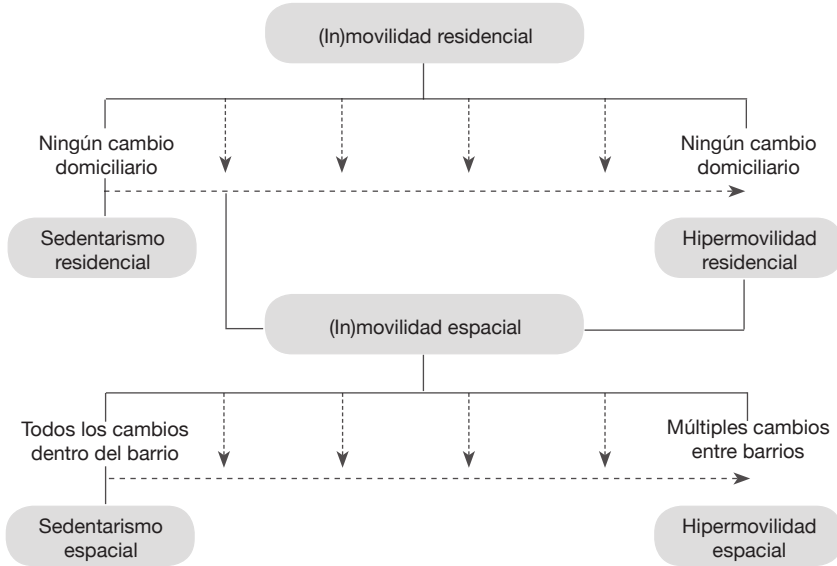 (In)movilidad residencial
Ningún cambio
domiciliario
Ningún cambio
domiciliario
Sedentarismo
residencial
Hipermovilidad
residencial
(In)movilidad espacial
Todos los cambios
dentro del barrio
Múltiples cambios
entre barrios
Sedentarismo
espacial
Hipermovilidad
espacial